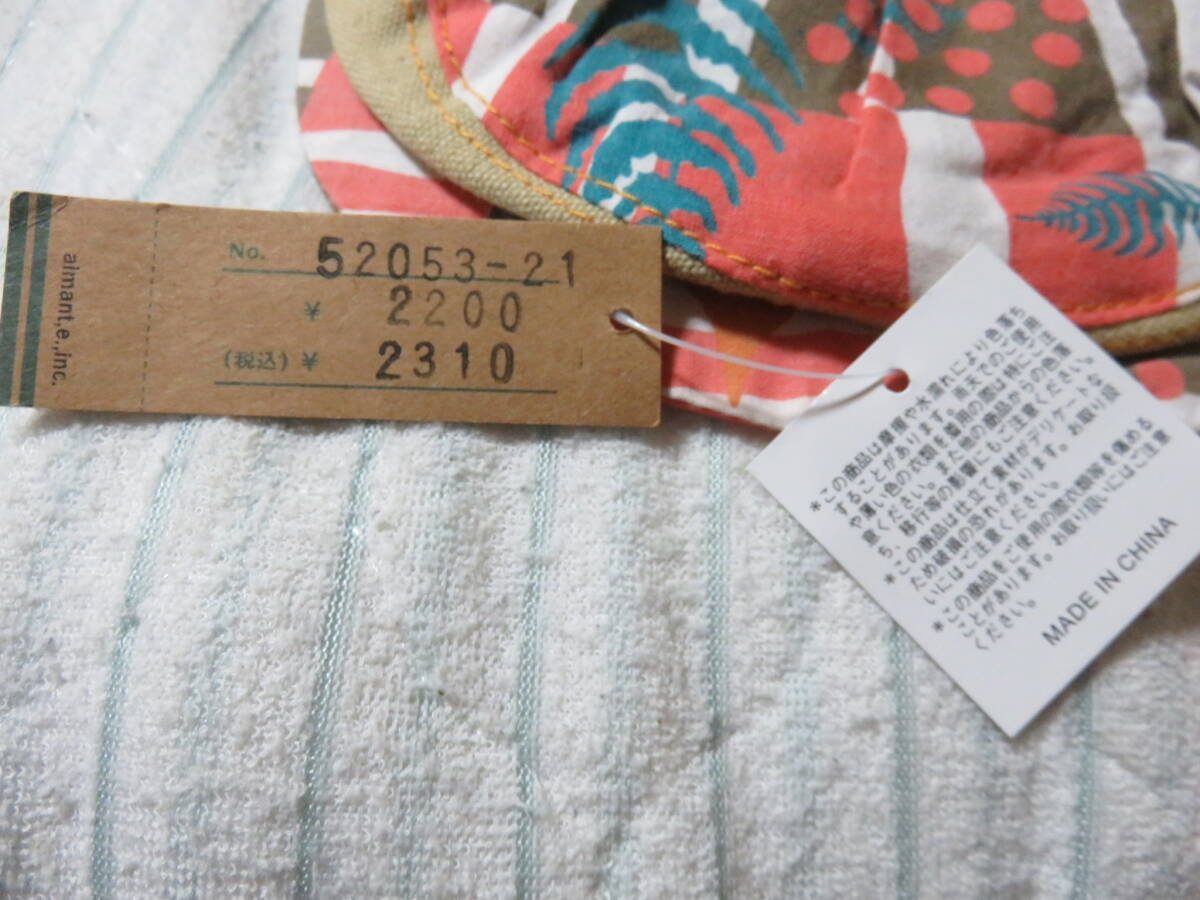 aimant,e.,inc.
No. 52053-21
¥ 2200
(税込) ¥ 2310
*この商品は摩擦や水濡れにより色落ち
することがあります。雨天でのご使用
や薄い色の衣類を着用の際は特にご注
意ください。また他の商品からの色落
ち、移行等の影響にもご注意ください。
*この商品は仕立て素材がデリケートな
ため破損の恐れがあります。お取り扱
いにはご注意ください。
*この商品をご使用の際衣類等を傷める
ことがあります。お取り扱いにはご注意
ください。
MADE IN CHINA